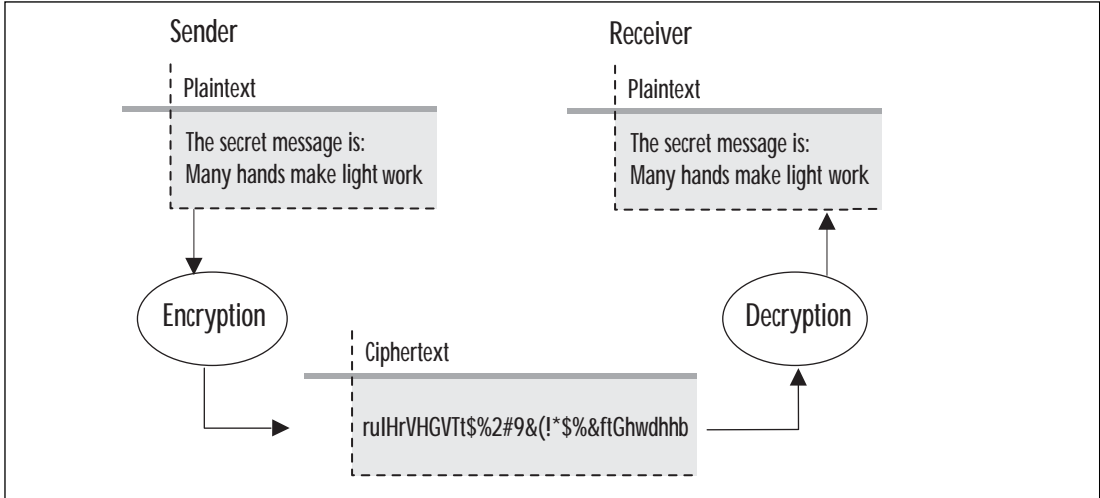 Sender
Plaintext
The secret message is:
Many hands make light work
Encryption
Ciphertext
ruIHrVHGVTt$%2#9&(!*$%&ftGhwdhhb
Receiver
Plaintext
The secret message is:
Many hands make light work
Decryption